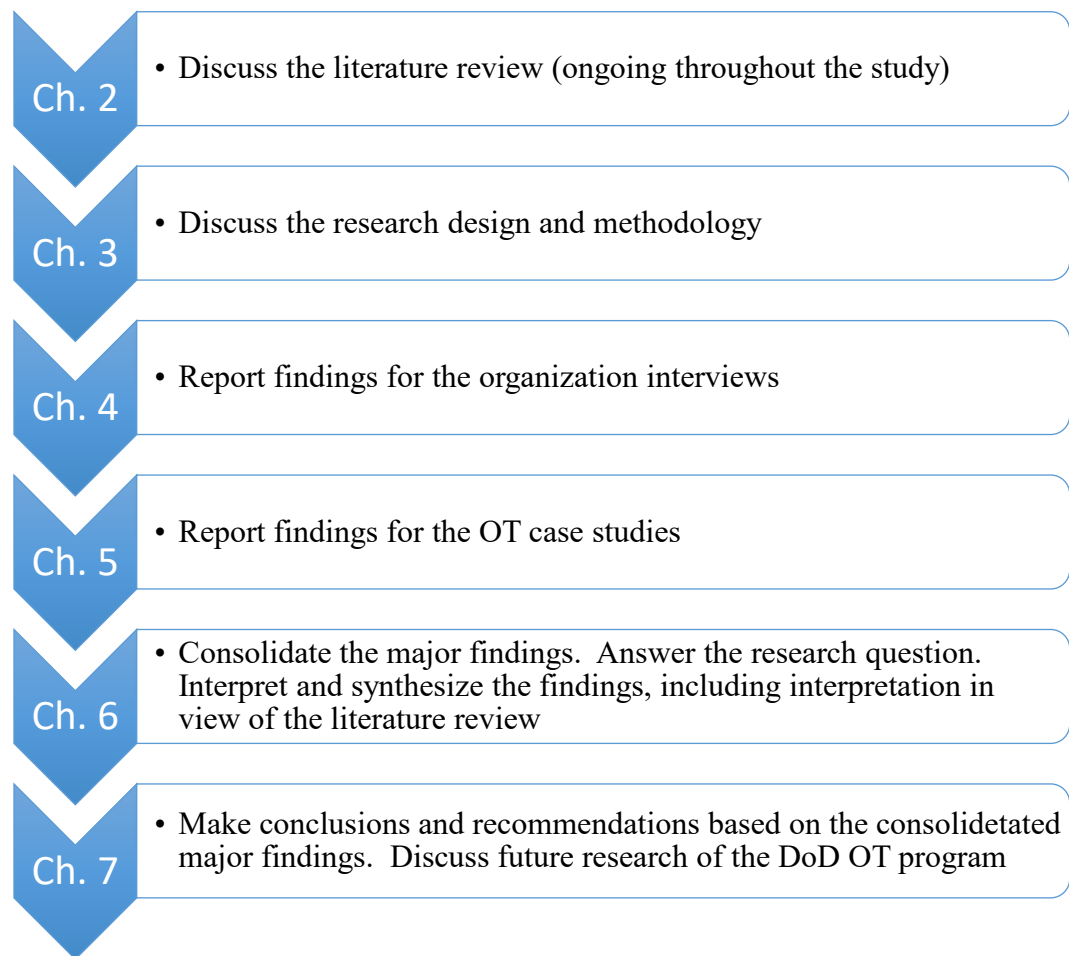 Ch. 2
• Discuss the literature review (ongoing throughout the study)
Ch. 3
• Discuss the research design and methodology
Ch. 4
• Report findings for the organization interviews
Ch. 5
• Report findings for the OT case studies
Ch. 6
• Consolidate the major findings.  Answer the research question.
Interpret and synthesize the findings, including interpretation in
view of the literature review
Ch. 7
• Make conclusions and recommendations based on the consolidetated
major findings.  Discuss future research of the DoD OT program